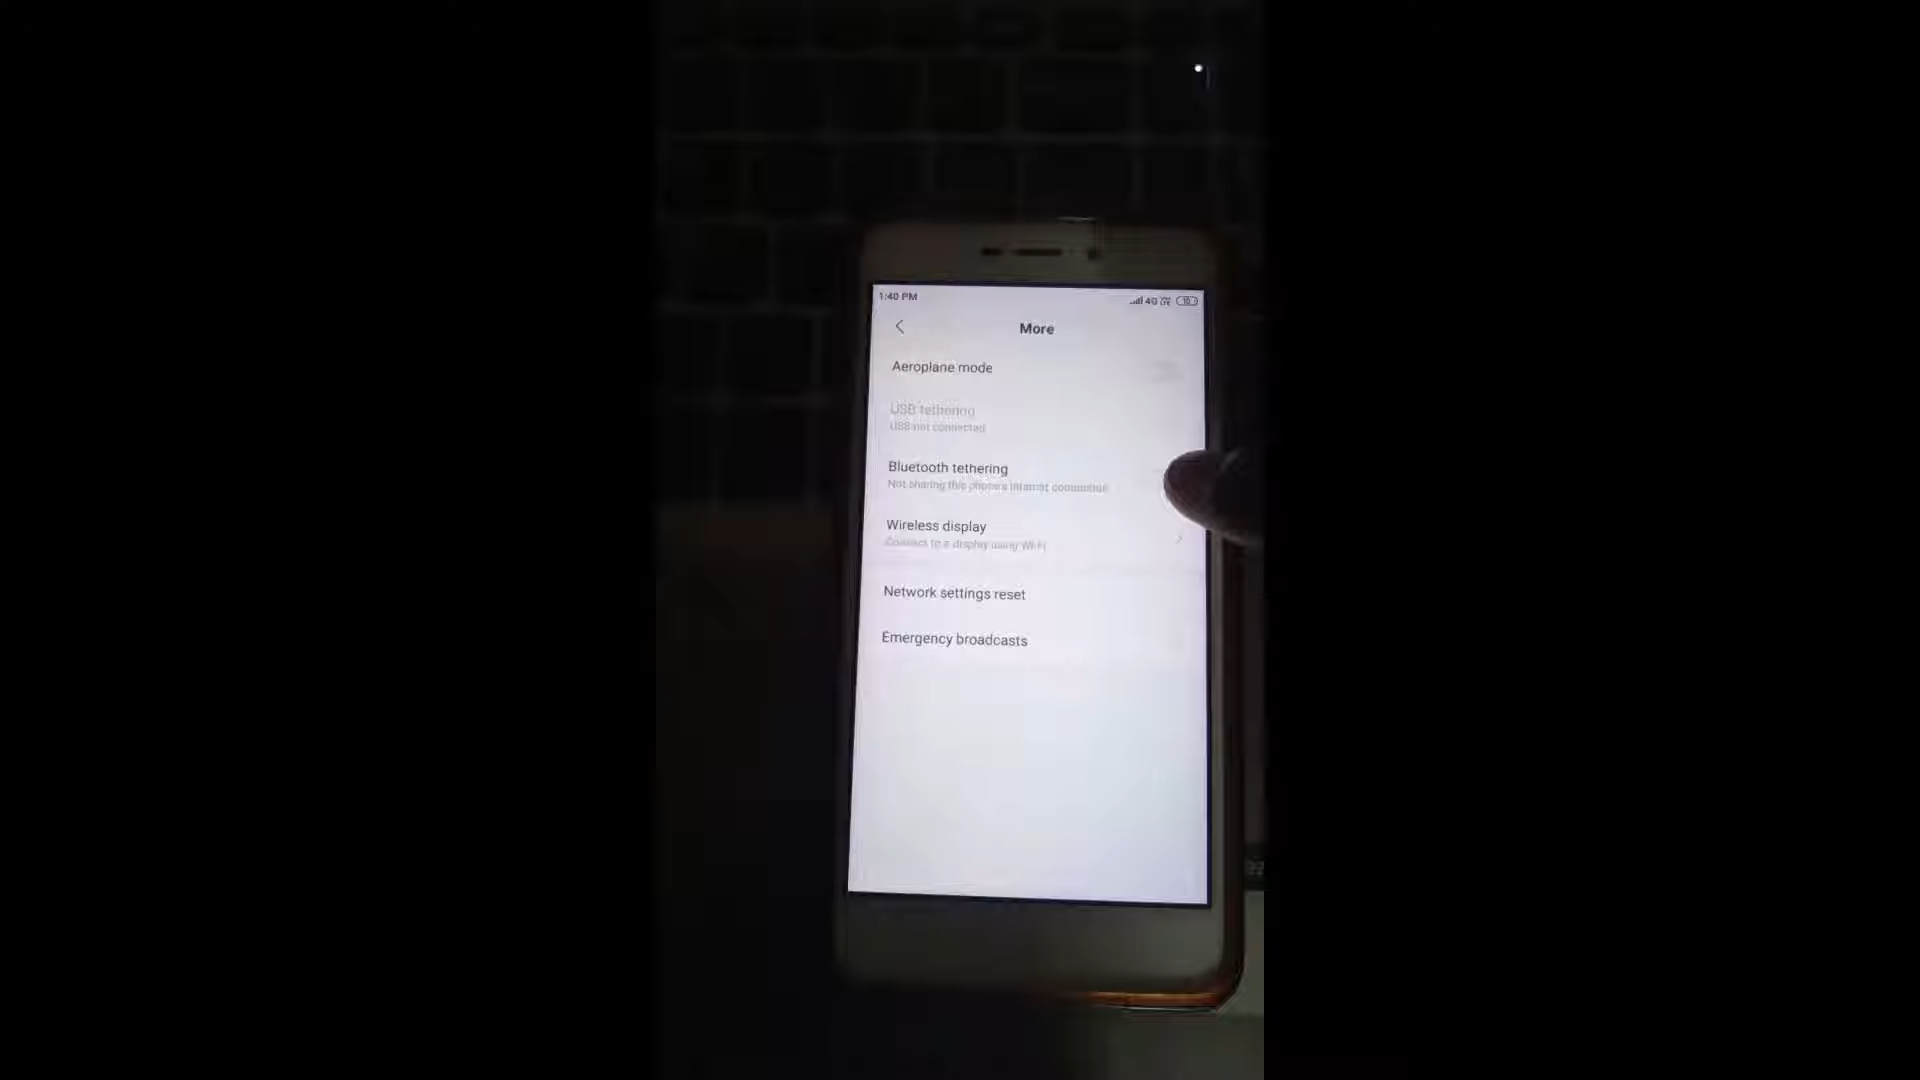 1:40 PM
4G
More
Aeroplane mode
USB tethering
USB not connected
Bluetooth tethering
Not sharing this phone's internet connection
Wireless display
Connect to a display using Wi-Fi
Network settings reset
Emergency broadcasts